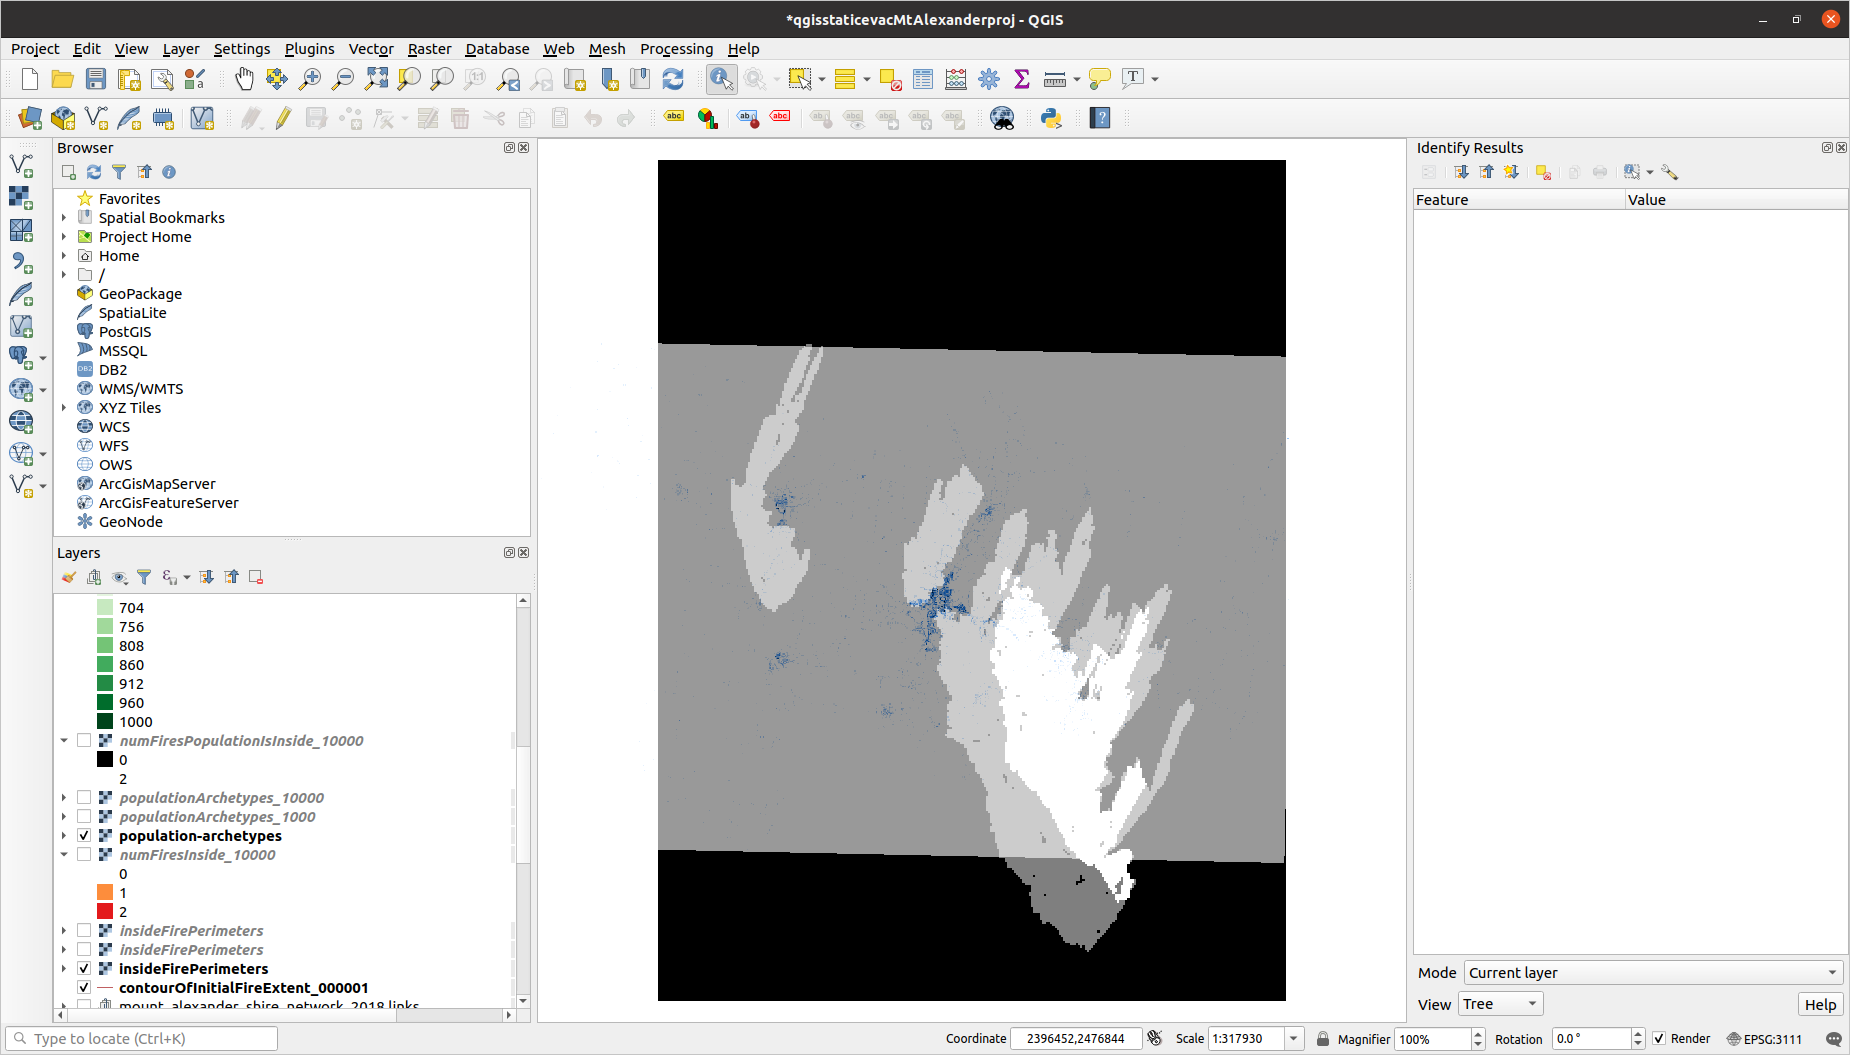 *qgisstaticevacMtAlexanderproj - QGIS
Project Edit View Layer Settings Plugins Vector Raster Database Web Mesh Processing Help
Browser
Favorites
Spatial Bookmarks
Project Home
Home
/
GeoPackage
SpatiaLite
PostGIS
MSSQL
DB2
WMS/WMTS
XYZ Tiles
WCS
WFS
OWS
ArcGisMapServer
ArcGisFeatureServer
GeoNode
Layers
704
756
808
860
912
960
1000
numFiresPopulationIsInside_10000
0
2
populationArchetypes_10000
populationArchetypes_1000
population-archetypes
numFiresInside_10000
0
1
2
insideFirePerimeters
insideFirePerimeters
insideFirePerimeters
contourOfInitialFireExtent_000001
mount_alexander_shire_network_2018 links
Identify Results
Feature Value
Mode Current layer
View Tree Help
Type to locate (Ctrl+K) Coordinate 2396452,2476844 Scale 1:317930 Magnifier 100% Rotation 0.0 ° Render EPSG:3111